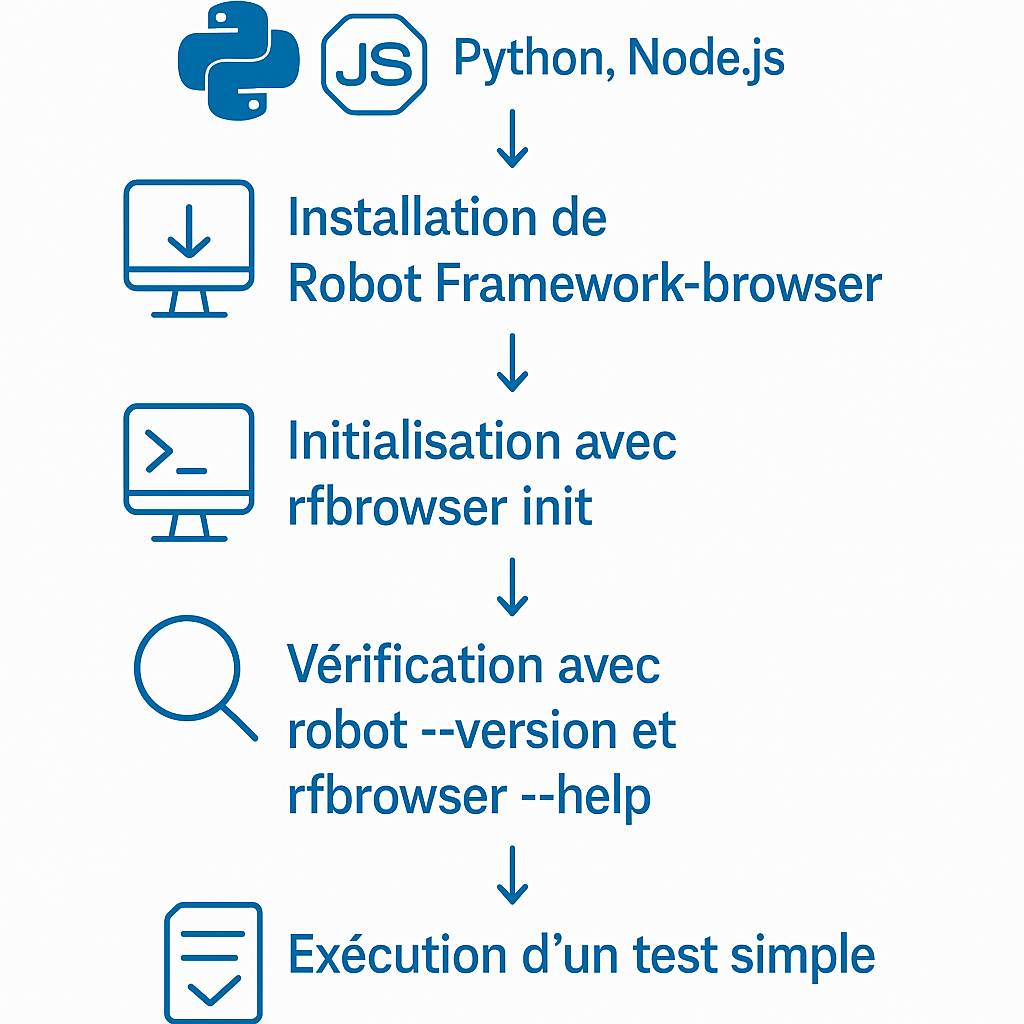 JS Python, Node.js
Installation de
Robot Framework-browser
>_
Initialisation avec
rfbrowser init
Vérification avec
robot --version et
rfbrowser --help
Exécution d’un test simple